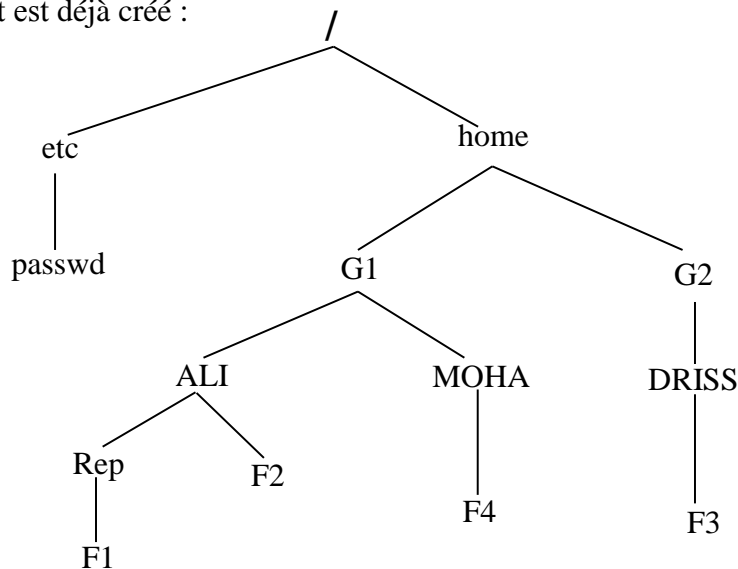 t est déjà créé :
/
etc
home
passwd
G1
G2
ALI
MOHA
DRISS
Rep
F2
F4
F3
F1